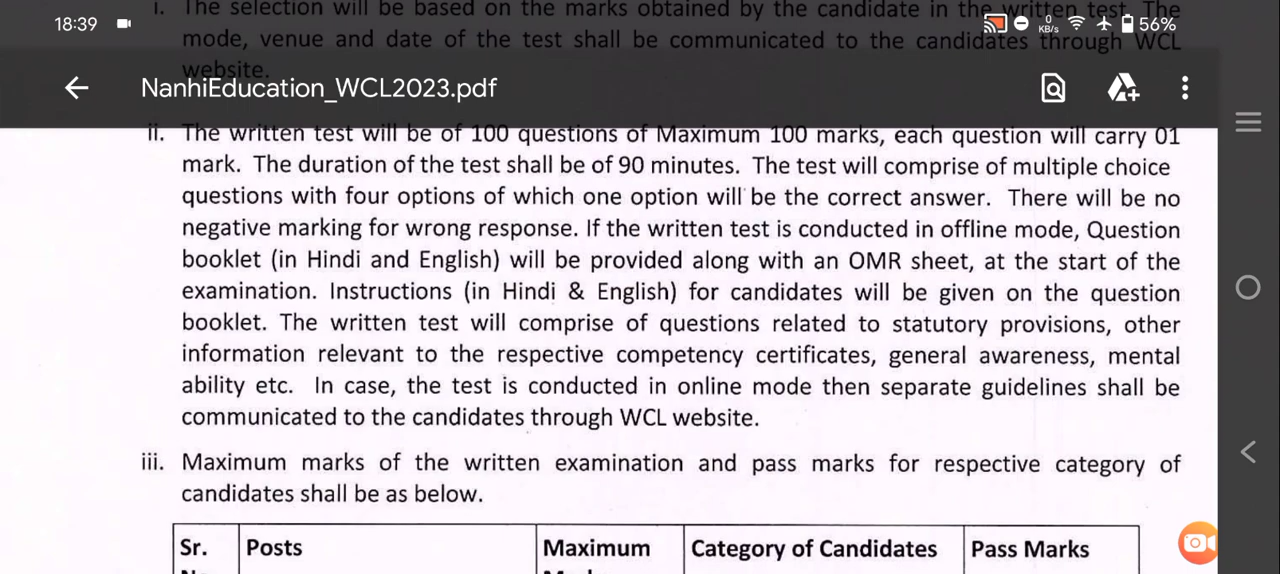 i. The selection will be based on the marks obtained by the candidate in the written test. The
18:39
0
KB/s
56%
mode, venue and date of the test shall be communicated to the candidates through WCL
website.
NanhiEducation_WCL2023.pdf
ii. The written test will be of 100 questions of Maximum 100 marks, each question will carry 01
mark. The duration of the test shall be of 90 minutes. The test will comprise of multiple choice
questions with four options of which one option will be the correct answer. There will be no
negative marking for wrong response. If the written test is conducted in offline mode, Question
booklet (in Hindi and English) will be provided along with an OMR sheet, at the start of the
examination. Instructions (in Hindi & English) for candidates will be given on the question
booklet. The written test will comprise of questions related to statutory provisions, other
information relevant to the respective competency certificates, general awareness, mental
ability etc. In case, the test is conducted in online mode then separate guidelines shall be
communicated to the candidates through WCL website.
iii. Maximum marks of the written examination and pass marks for respective category of
candidates shall be as below.
Sr. Posts Maximum Category of Candidates Pass Marks